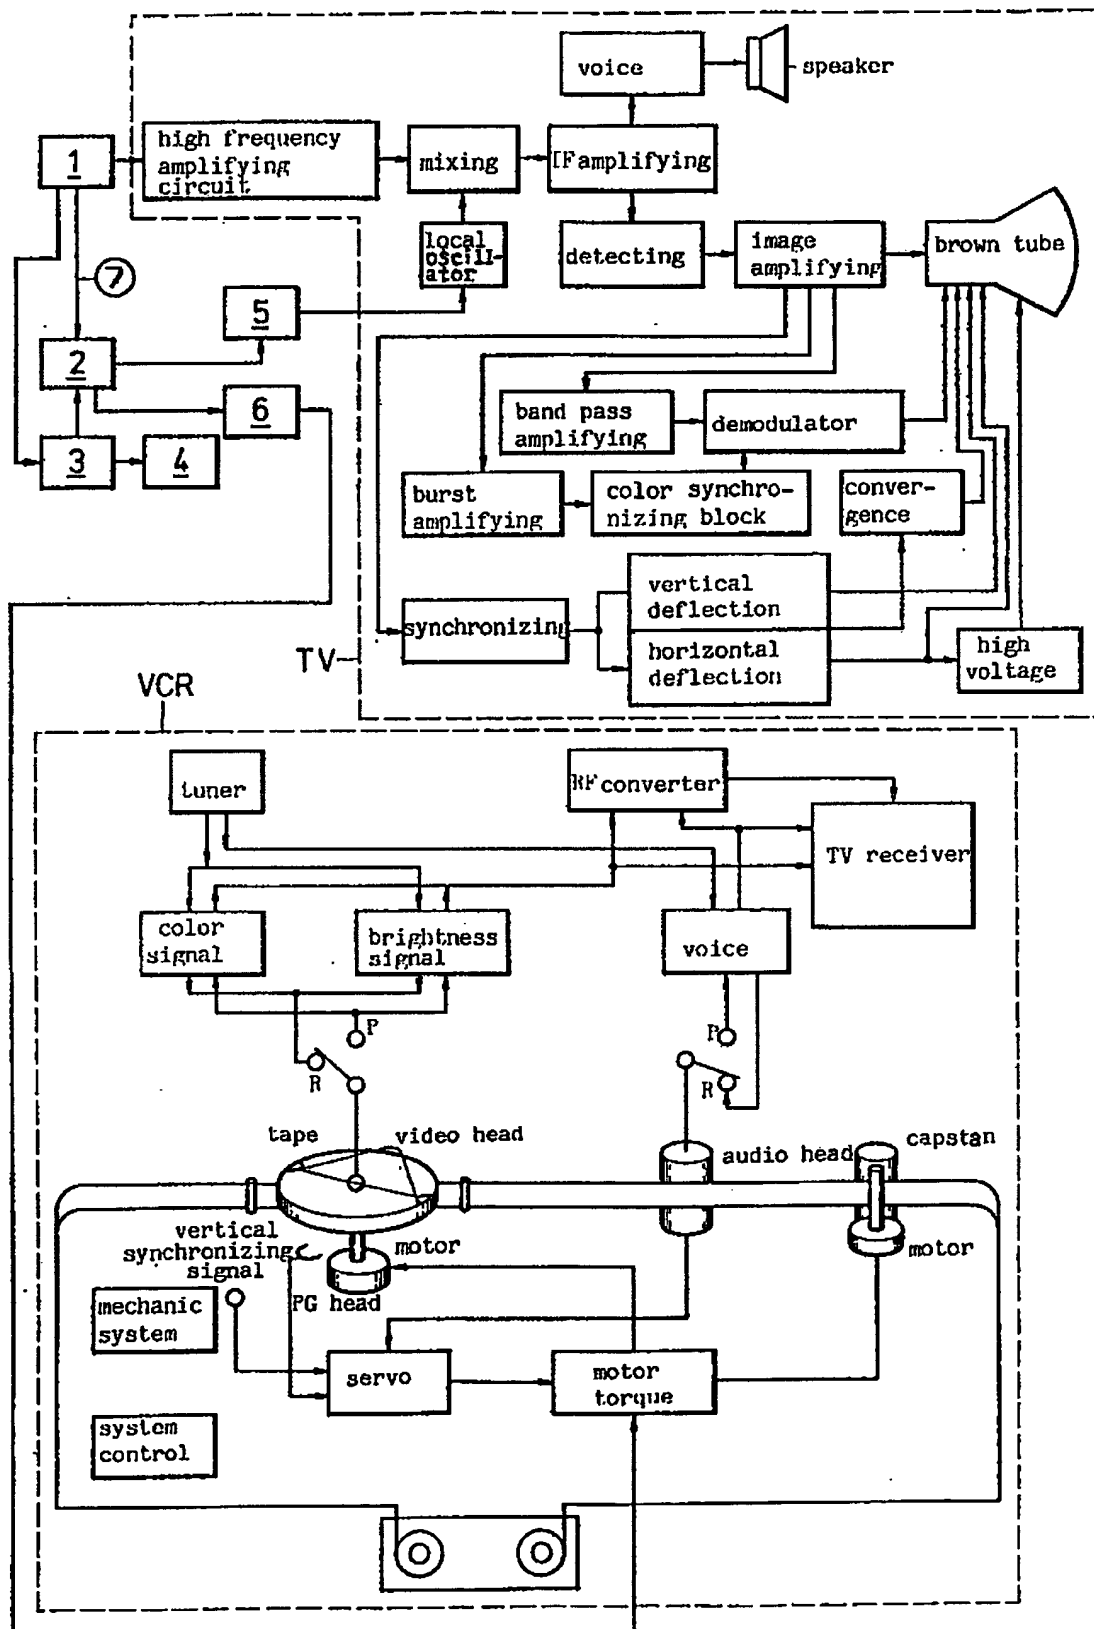 voice
speaker
1
high frequency
amplifying
circuit
mixing
IFamplifying
local
oscill-
ator
detecting
image
amplifying
brown tube
7
5
2
6
3
4
band pass
amplifying
demodulator
burst
amplifying
color synchro-
nizing block
conver-
gence
vertical
deflection
synchronizing
horizontal
deflection
high
voltage
TV
VCR
tuner
RF converter
TV receiver
color
signal
brightness
signal
voice
P
R
P
R
tape
video head
audio head
capstan
vertical
synchronizing
signal
motor
motor
PG head
mechanic
system
servo
motor
torque
system
control